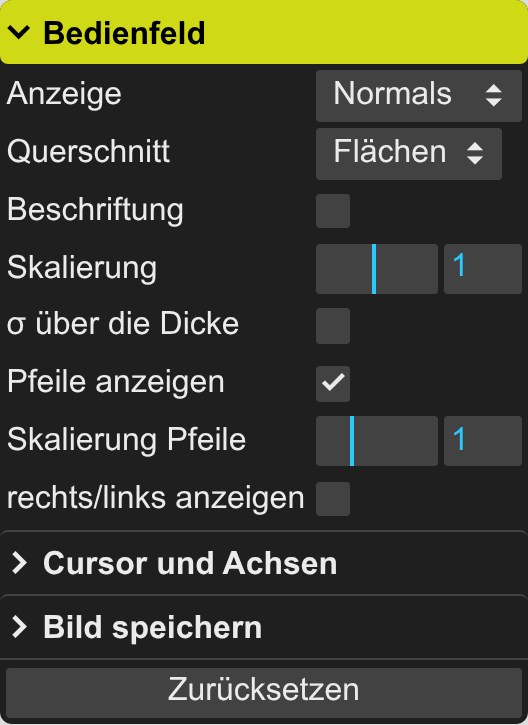 Bedienfeld
Anzeige Normals
Querschnitt Flächen
Beschriftung
Skalierung 1
σ über die Dicke
Pfeile anzeigen
Skalierung Pfeile 1
rechts/links anzeigen
Cursor und Achsen
Bild speichern
Zurücksetzen